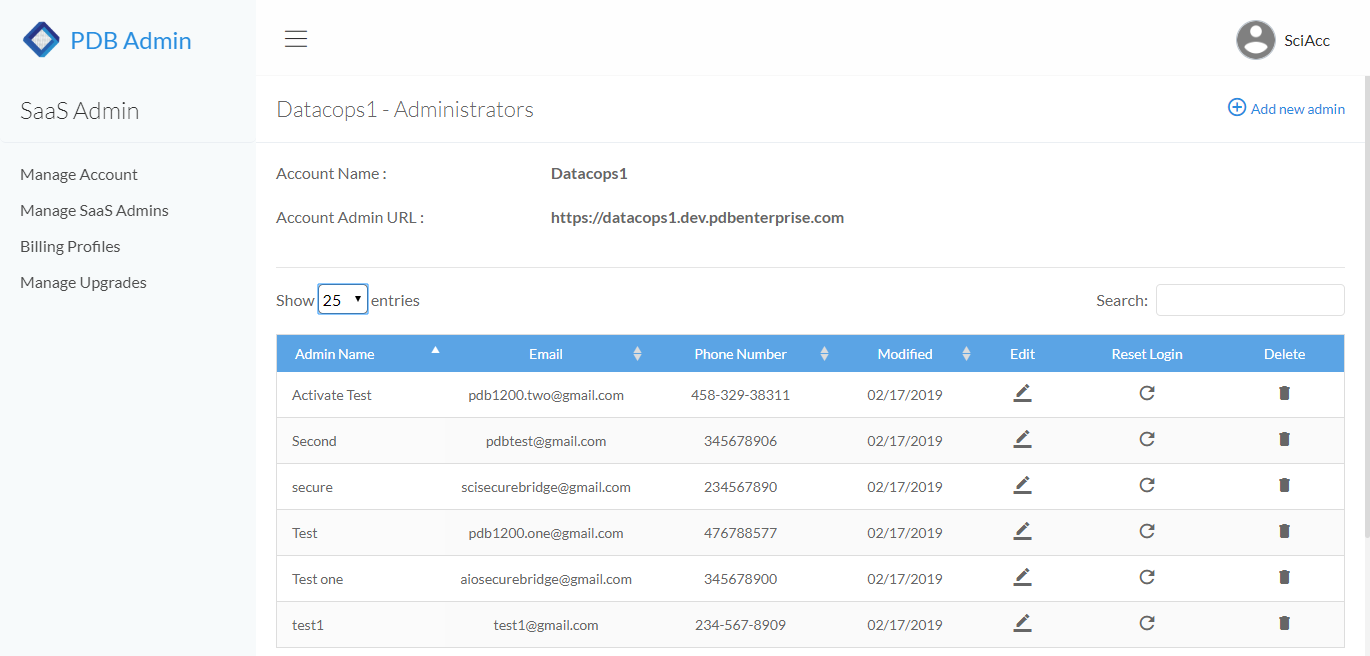 PDB Admin
SciAcc
SaaS Admin
Datacops1 - Administrators
Add new admin
Manage Account
Manage SaaS Admins
Billing Profiles
Manage Upgrades
Account Name : Datacops1
Account Admin URL : https://datacops1.dev.pdbenterprise.com
Show 25 entries Search:
Admin Name Email Phone Number Modified Edit Reset Login Delete
Activate Test pdb1200.two@gmail.com 458-329-38311 02/17/2019
Second pdbtest@gmail.com 345678906 02/17/2019
secure scisecurebridge@gmail.com 234567890 02/17/2019
Test pdb1200.one@gmail.com 476788577 02/17/2019
Test one aiosecurebridge@gmail.com 345678900 02/17/2019
test1 test1@gmail.com 234-567-8909 02/17/2019